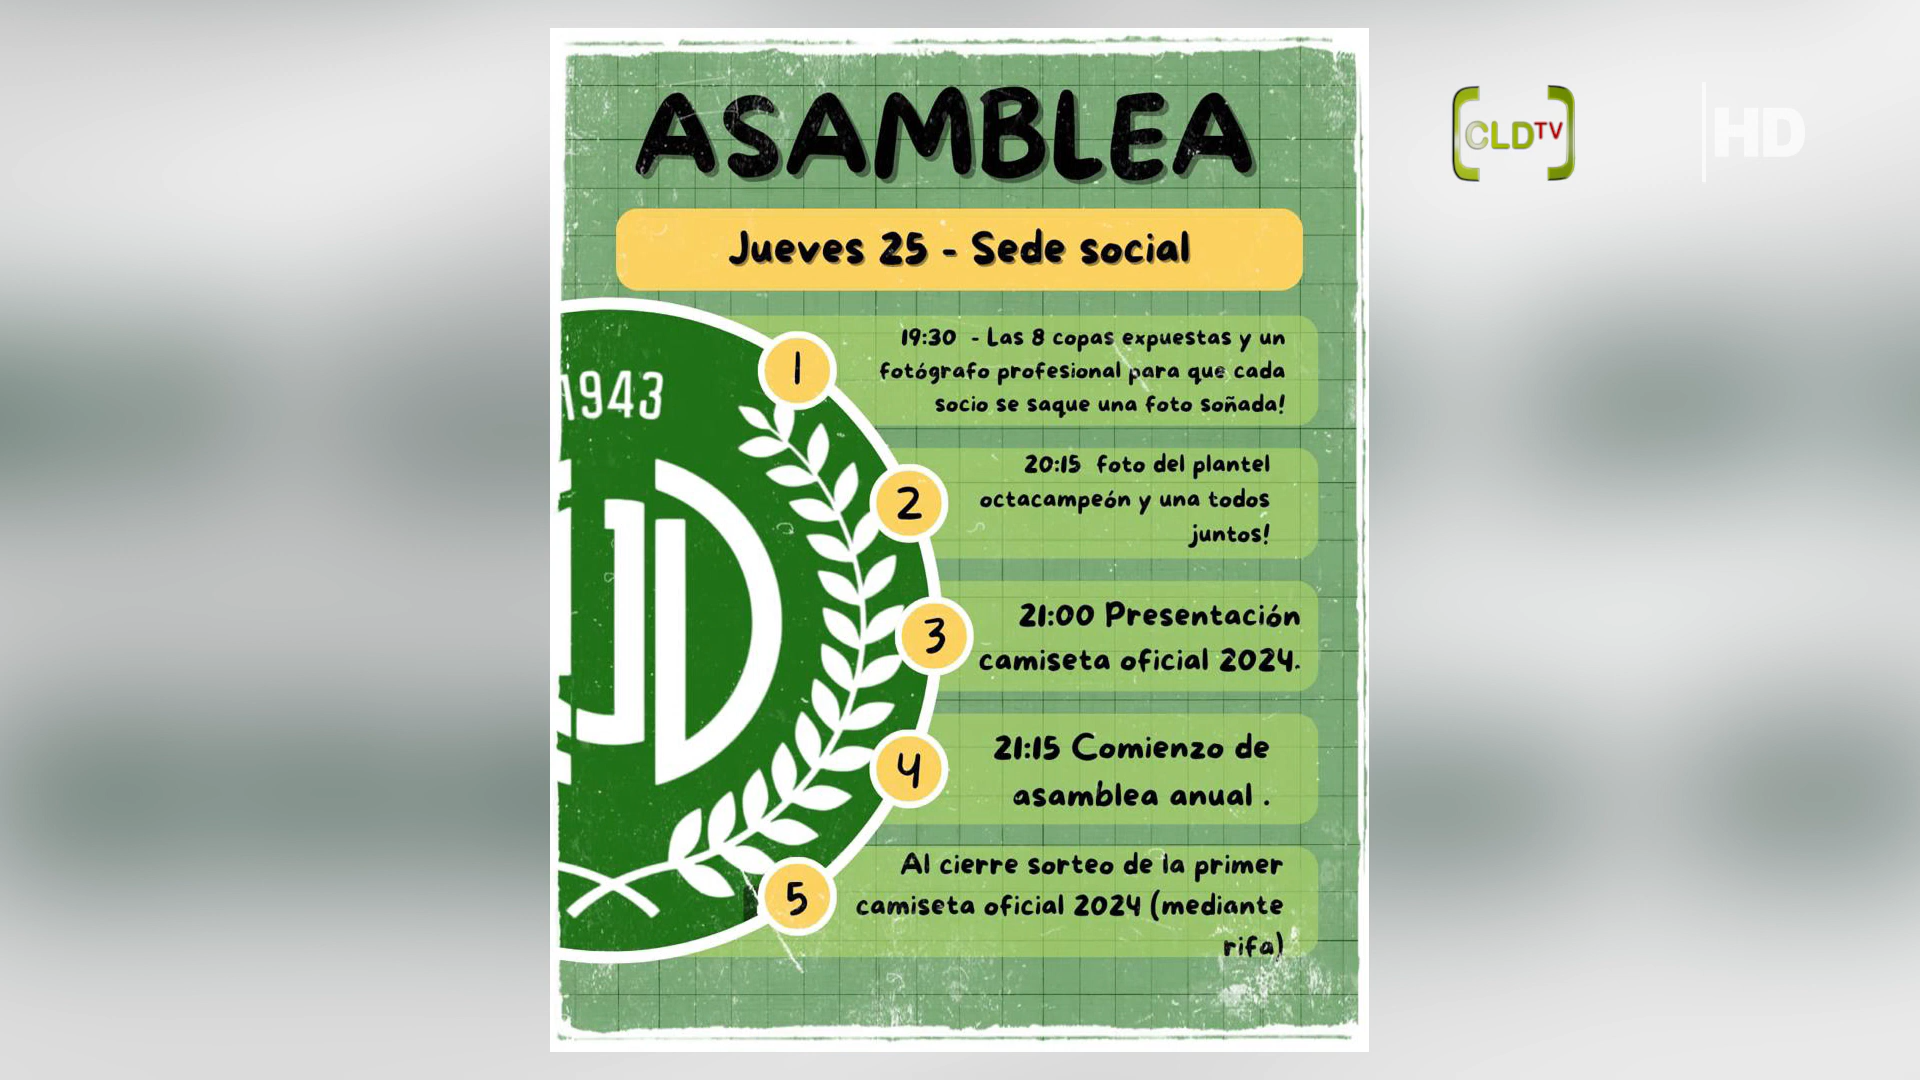 ASAMBLEA
CLDTV
HD
Jueves 25 - Sede social
1
19:30 - Las 8 copas expuestas y un
fotógrafo profesional para que cada
socio se saque una foto soñada!
1943
2
20:15 foto del plantel
octacampeón y una todos
juntos!
3
21:00 Presentación
camiseta oficial 2024.
4
21:15 Comienzo de
asamblea anual .
5
Al cierre sorteo de la primer
camiseta oficial 2024 (mediante
rifa)